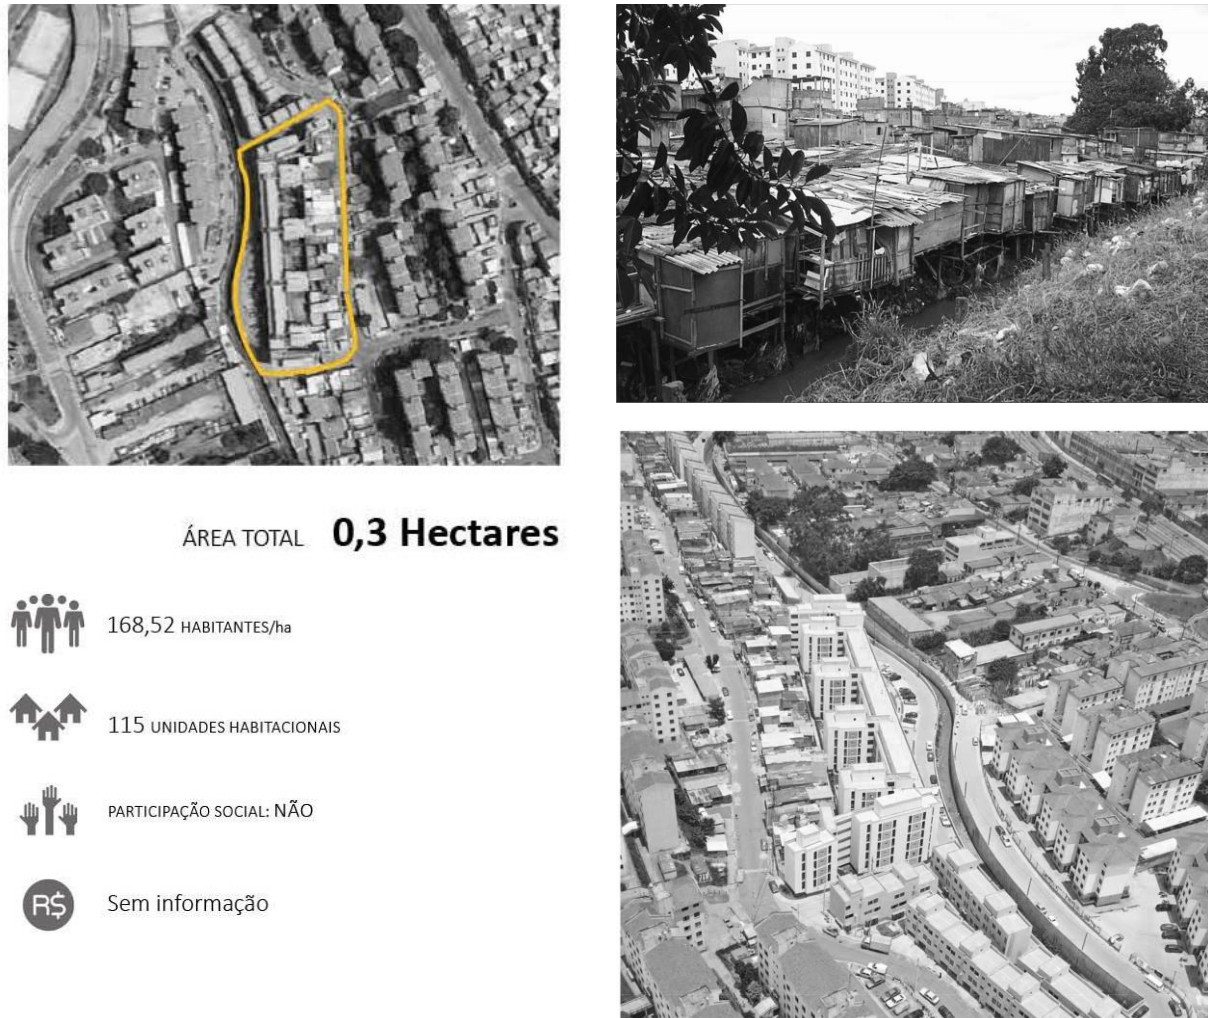 ÁREA TOTAL 0,3 Hectares
168,52 HABITANTES/ha
115 UNIDADES HABITACIONAIS
PARTICIPAÇÃO SOCIAL: NÃO
R$ Sem informação